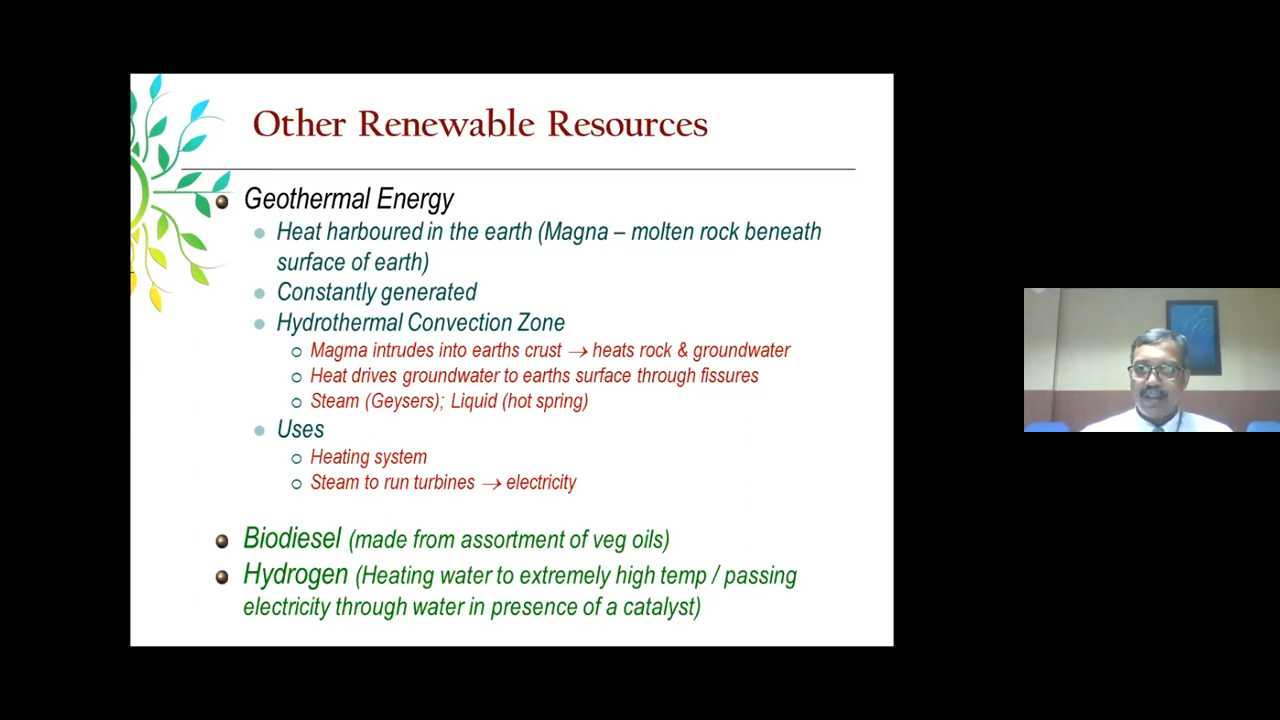 Other Renewable Resources
Geothermal Energy
Heat harboured in the earth (Magna – molten rock beneath
surface of earth)
Constantly generated
Hydrothermal Convection Zone
Magma intrudes into earths crust → heats rock & groundwater
Heat drives groundwater to earths surface through fissures
Steam (Geysers); Liquid (hot spring)
Uses
Heating system
Steam to run turbines → electricity
Biodiesel (made from assortment of veg oils)
Hydrogen (Heating water to extremely high temp / passing
electricity through water in presence of a catalyst)